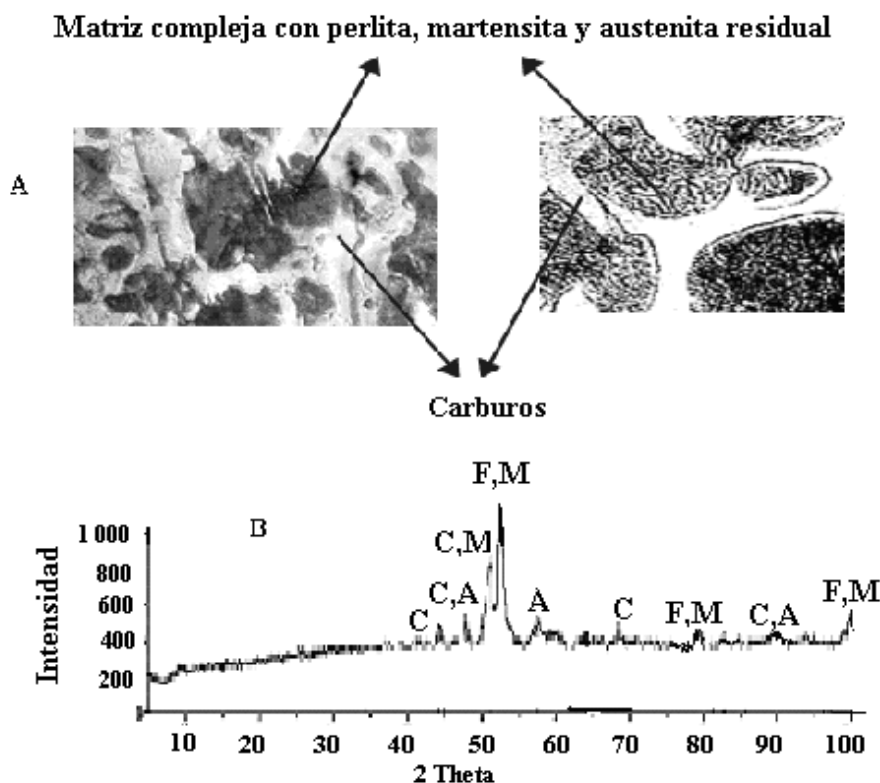 Matriz compleja con perlita, martensita y austenita residual
A
Carburos
F,M
B
C,M
C,A
C
A
C
F,M
C,A
F,M
Intensidad
1 000
800
600
400
200
10 20 30 40 50 60 70 80 90 100
2 Theta